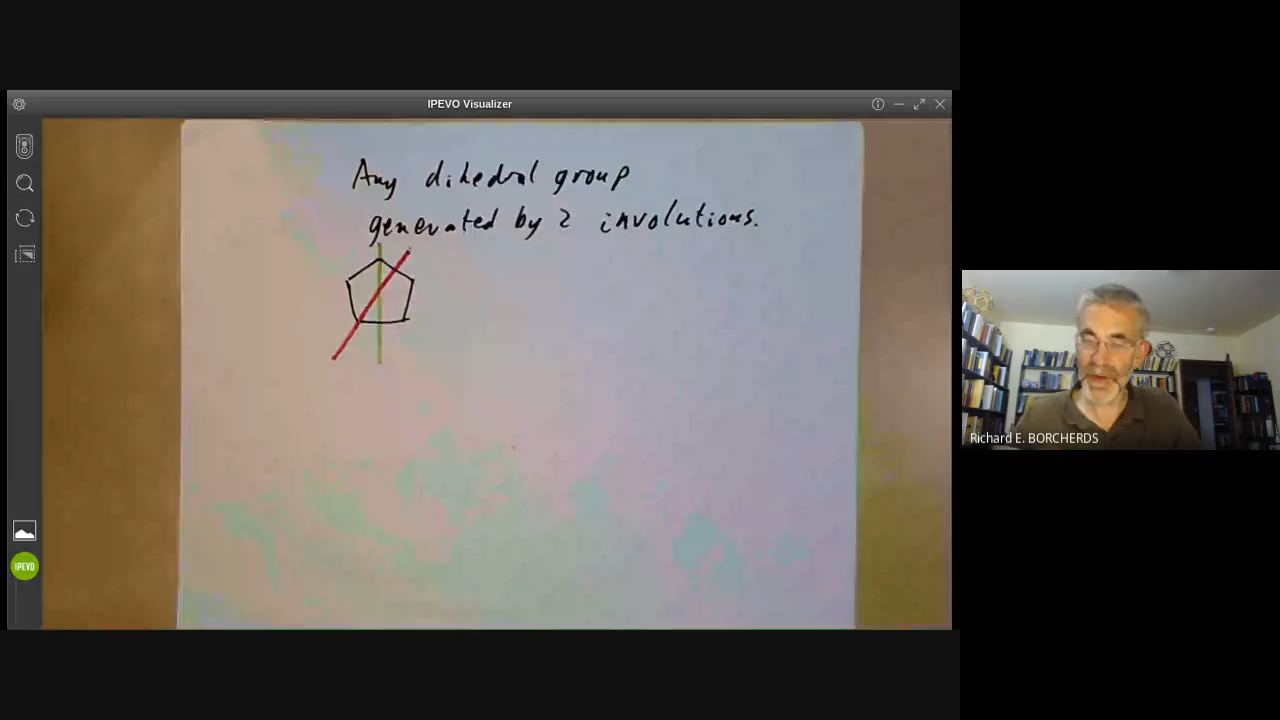 IPEVO Visualizer
Any dihedral group
generated by 2 involutions.
Richard E. BORCHERDS
IPEVO